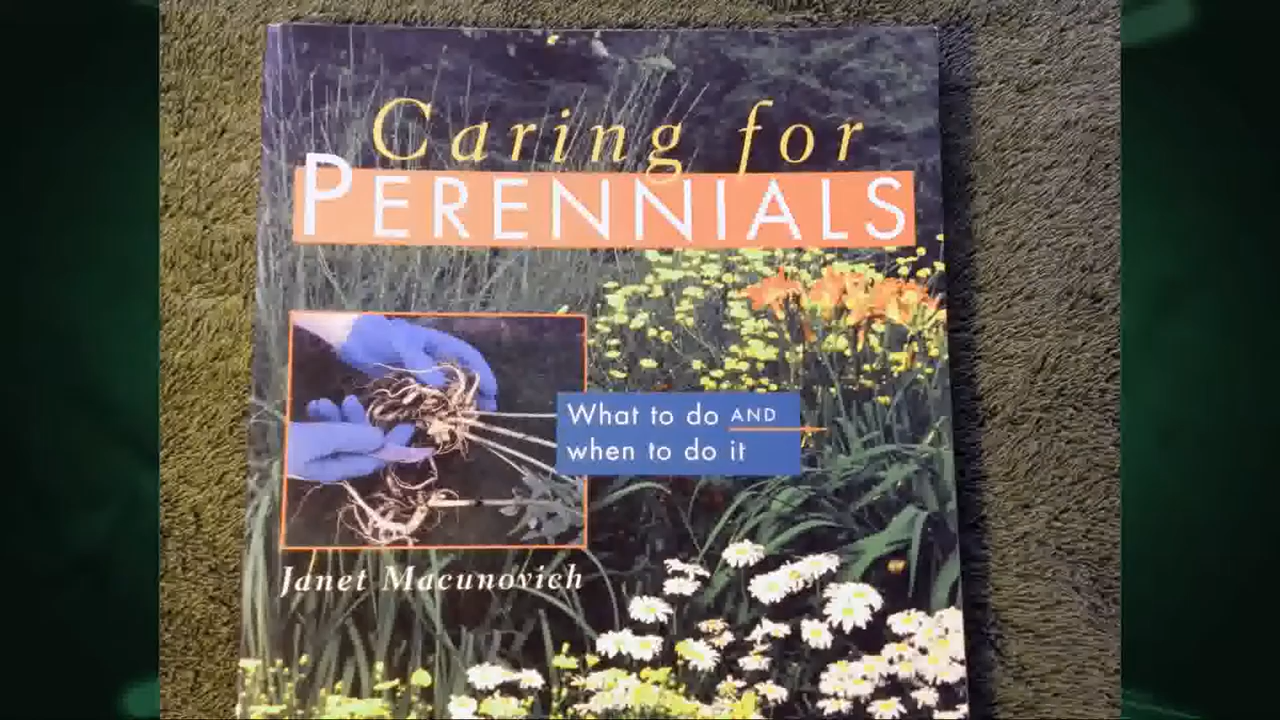 Caring for
PERENNIALS
What to do AND
when to do it
Janet Macunovich